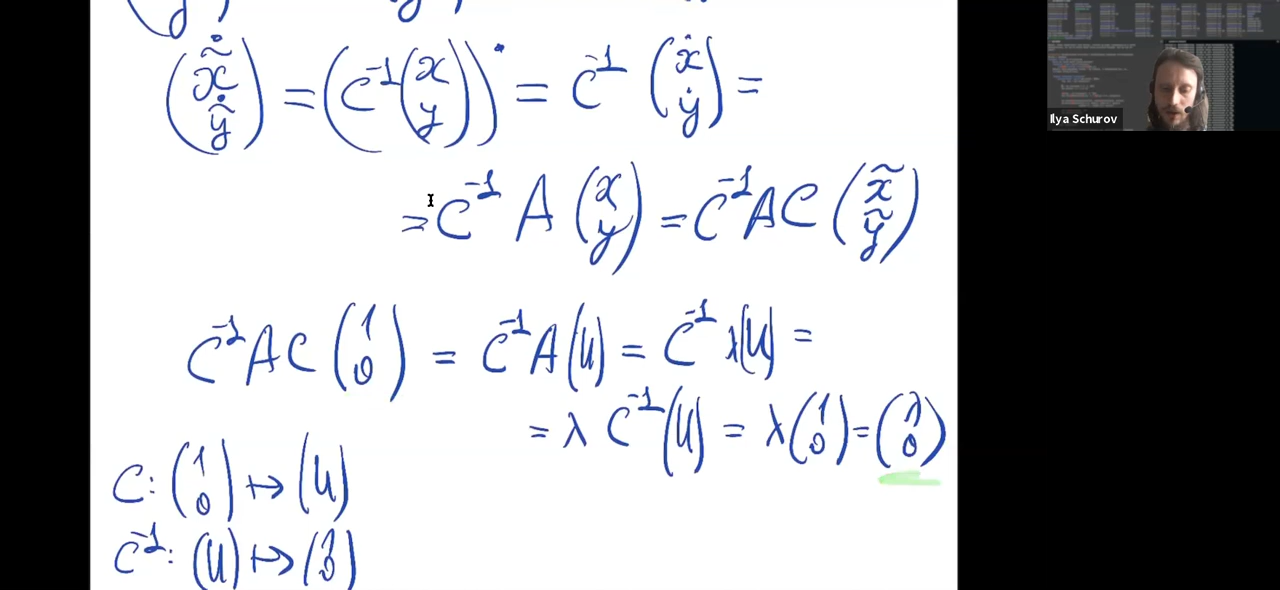 (x̃̇ ỹ̇) = (C⁻¹(x y))˙ = C⁻¹ (ẋ ẏ) =
= C⁻¹ A (x y) = C⁻¹AC (x̃ ỹ)
C⁻¹AC (1 0) = C⁻¹A(u) = C⁻¹ λ(u) =
= λ C⁻¹(u) = λ(1 0) = (λ 0)
C: (1 0) ↦ (u)
C⁻¹: (u) ↦ (1 0)
Ilya Schurov